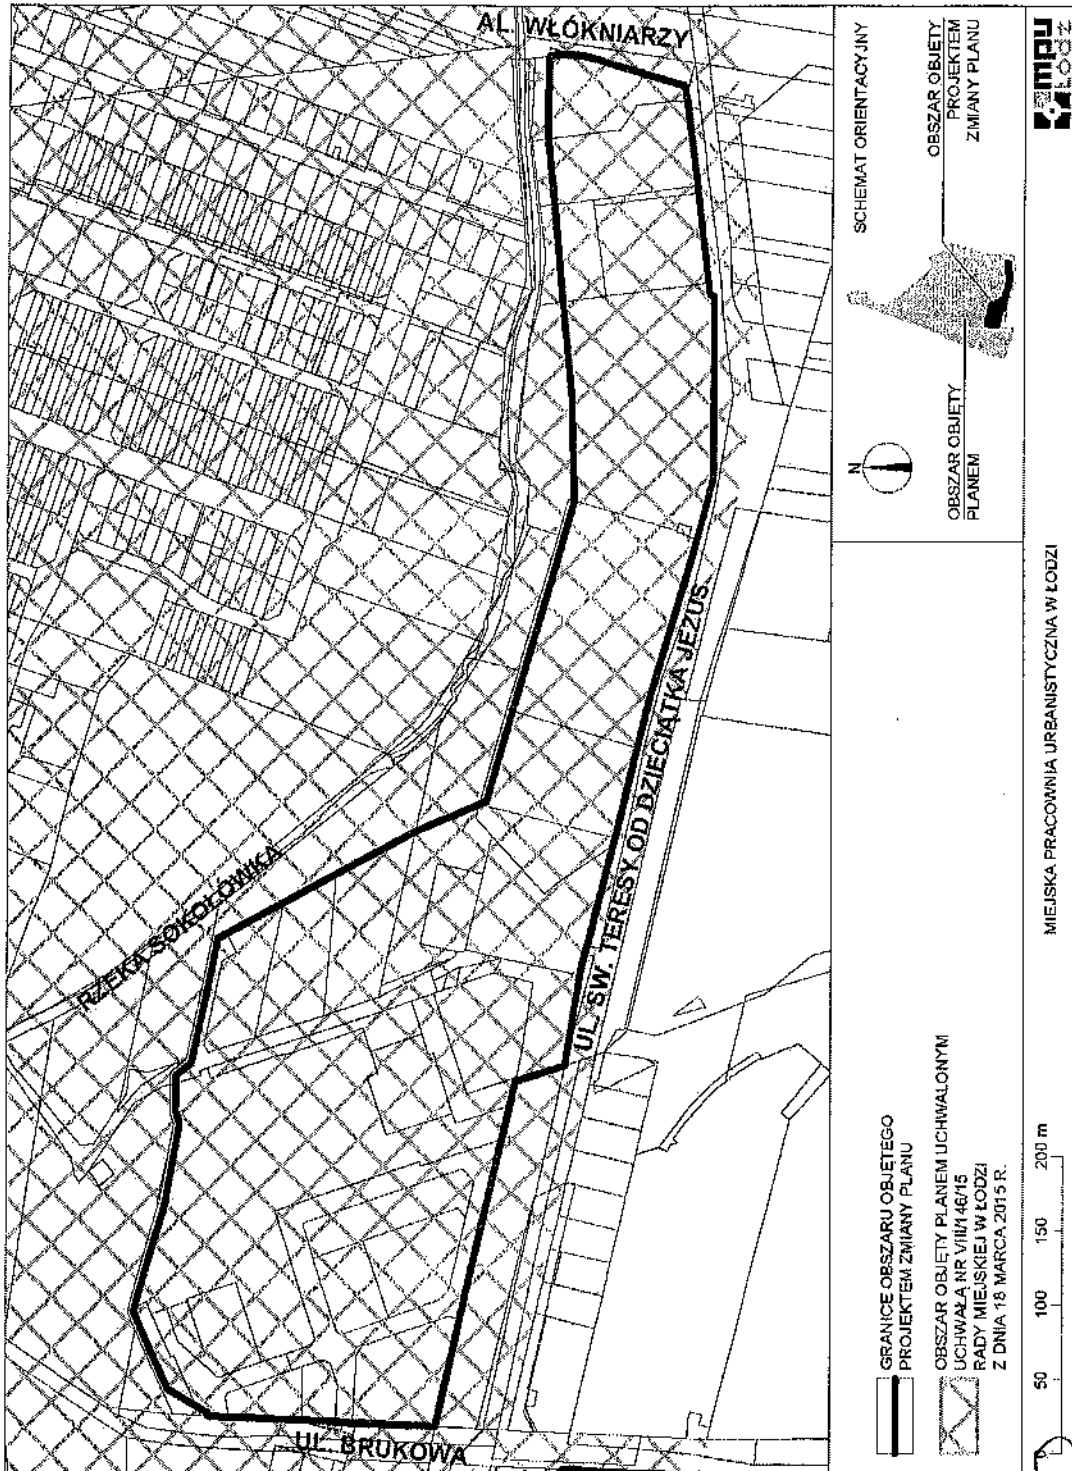 AL. WŁÓKNIARZY
RZEKA SOKOŁÓWKA
UL. ŚW. TERESY OD DZIECIĄTKA JEZUS
UL. BRUKOWA
GRANICE OBSZARU OBJĘTEGO
PROJEKTEM ZMIANY PLANU
OBSZAR OBJĘTY PLANEM UCHWALONYM
UCHWAŁĄ NR VIII/146/15
RADY MIEJSKIEJ W ŁODZI
Z DNIA 18 MARCA 2015 R.
SCHEMAT ORIENTACYJNY
N
OBSZAR OBJĘTY
PLANEM
OBSZAR OBJĘTY
PROJEKTEM
ZMIANY PLANU
0 50 100 150 200 m
MIEJSKA PRACOWNIA URBANISTYCZNA W ŁODZI
mpu
ŁÓDŹ